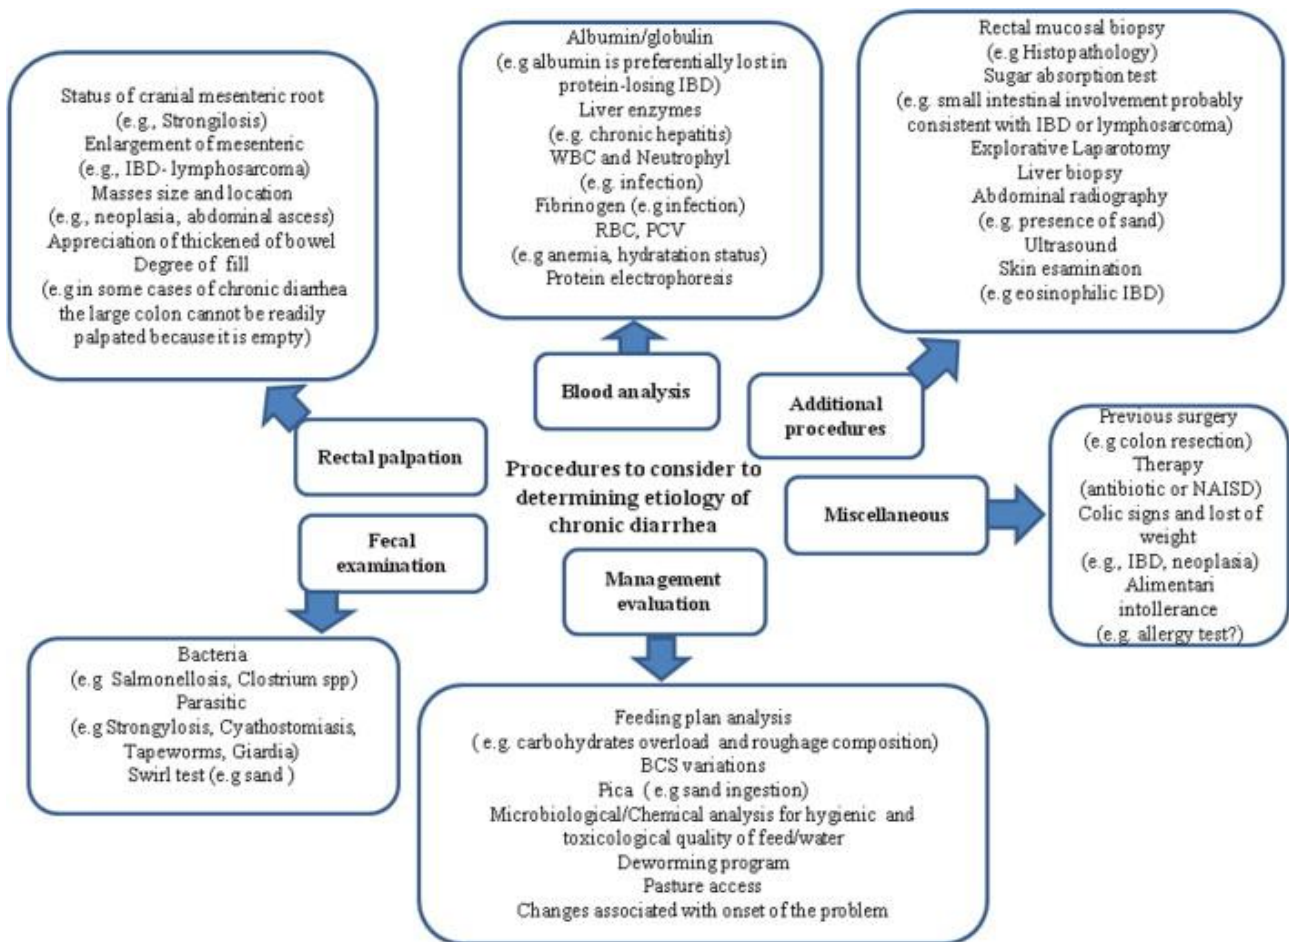 Status of cranial mesenteric root
(e.g., Strongilosis)
Enlargement of mesenteric
(e.g., IBD- lymphosarcoma)
Masses size and location
(e.g., neoplasia, abdominal ascess)
Appreciation of thickened of bowel
Degree of fill
(e.g in some cases of chronic diarrhea
the large colon cannot be readily
palpated because it is empty)
Albumin/globulin
(e.g albumin is preferentially lost in
protein-losing IBD)
Liver enzymes
(e.g. chronic hepatitis)
WBC and Neutrophyl
(e.g. infection)
Fibrinogen (e.g infection)
RBC, PCV
(e.g anemia, hydratation status)
Protein electrophoresis
Rectal mucosal biopsy
(e.g Histopathology)
Sugar absorption test
(e.g. small intestinal involvement probably
consistent with IBD or lymphosarcoma)
Explorative Laparotomy
Liver biopsy
Abdominal radiography
(e.g. presence of sand)
Ultrasound
Skin esamination
(e.g eosinophilic IBD)
Rectal palpation
Blood analysis
Additional
procedures
Procedures to consider to
determining etiology of
chronic diarrhea
Fecal
examination
Management
evaluation
Miscellaneous
Previous surgery
(e.g colon resection)
Therapy
(antibiotic or NAISD)
Colic signs and lost of
weight
(e.g., IBD, neoplasia)
Alimentari
intollerance
(e.g. allergy test?)
Bacteria
(e.g Salmonellosis, Clostrium spp)
Parasitic
(e.g Strongylosis, Cyathostomiasis,
Tapeworms, Giardia)
Swirl test (e.g sand )
Feeding plan analysis
( e.g. carbohydrates overload and roughage composition)
BCS variations
Pica ( e.g sand ingestion)
Microbiological/Chemical analysis for hygienic and
toxicological quality of feed/water
Deworming program
Pasture access
Changes associated with onset of the problem